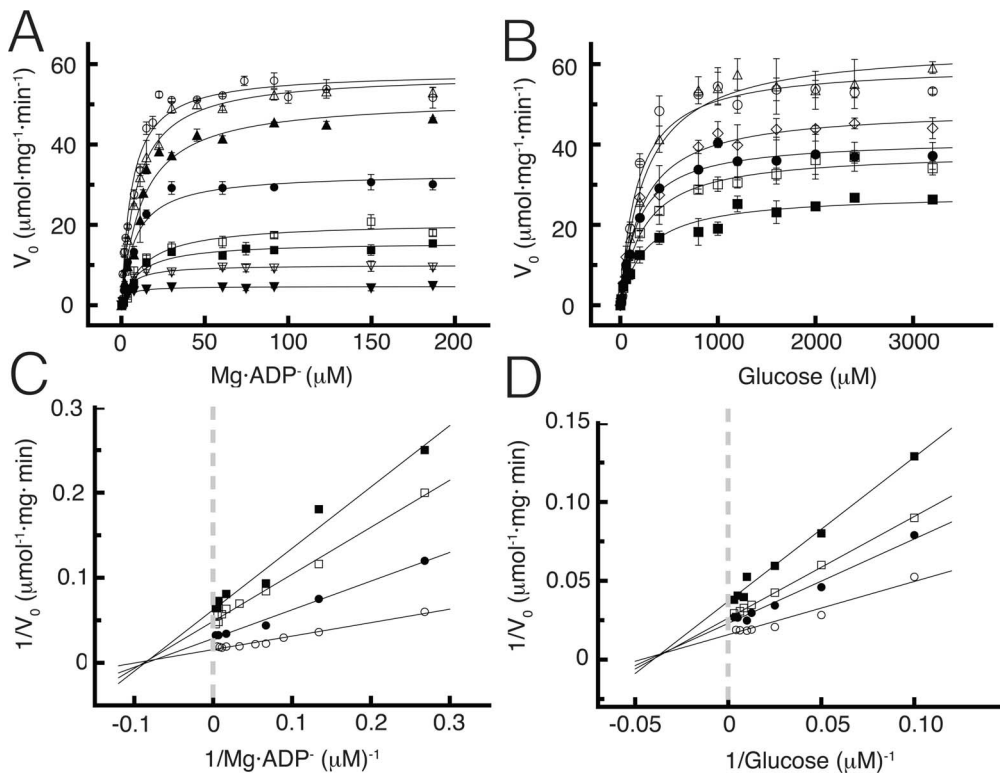 A
V₀ (μmol·mg⁻¹·min⁻¹)
60
40
20
0
0
50
100
150
200
Mg·ADP⁻ (μM)
B
V₀ (μmol·mg⁻¹·min⁻¹)
60
40
20
0
0
1000
2000
3000
Glucose (μM)
C
1/V₀ (μmol⁻¹·mg·min)
0.3
0.2
0.1
0
-0.1
0
0.1
0.2
0.3
1/Mg·ADP⁻ (μM)⁻¹
D
1/V₀ (μmol⁻¹·mg·min)
0.15
0.10
0.05
0
-0.05
0
0.05
0.10
1/Glucose (μM)⁻¹